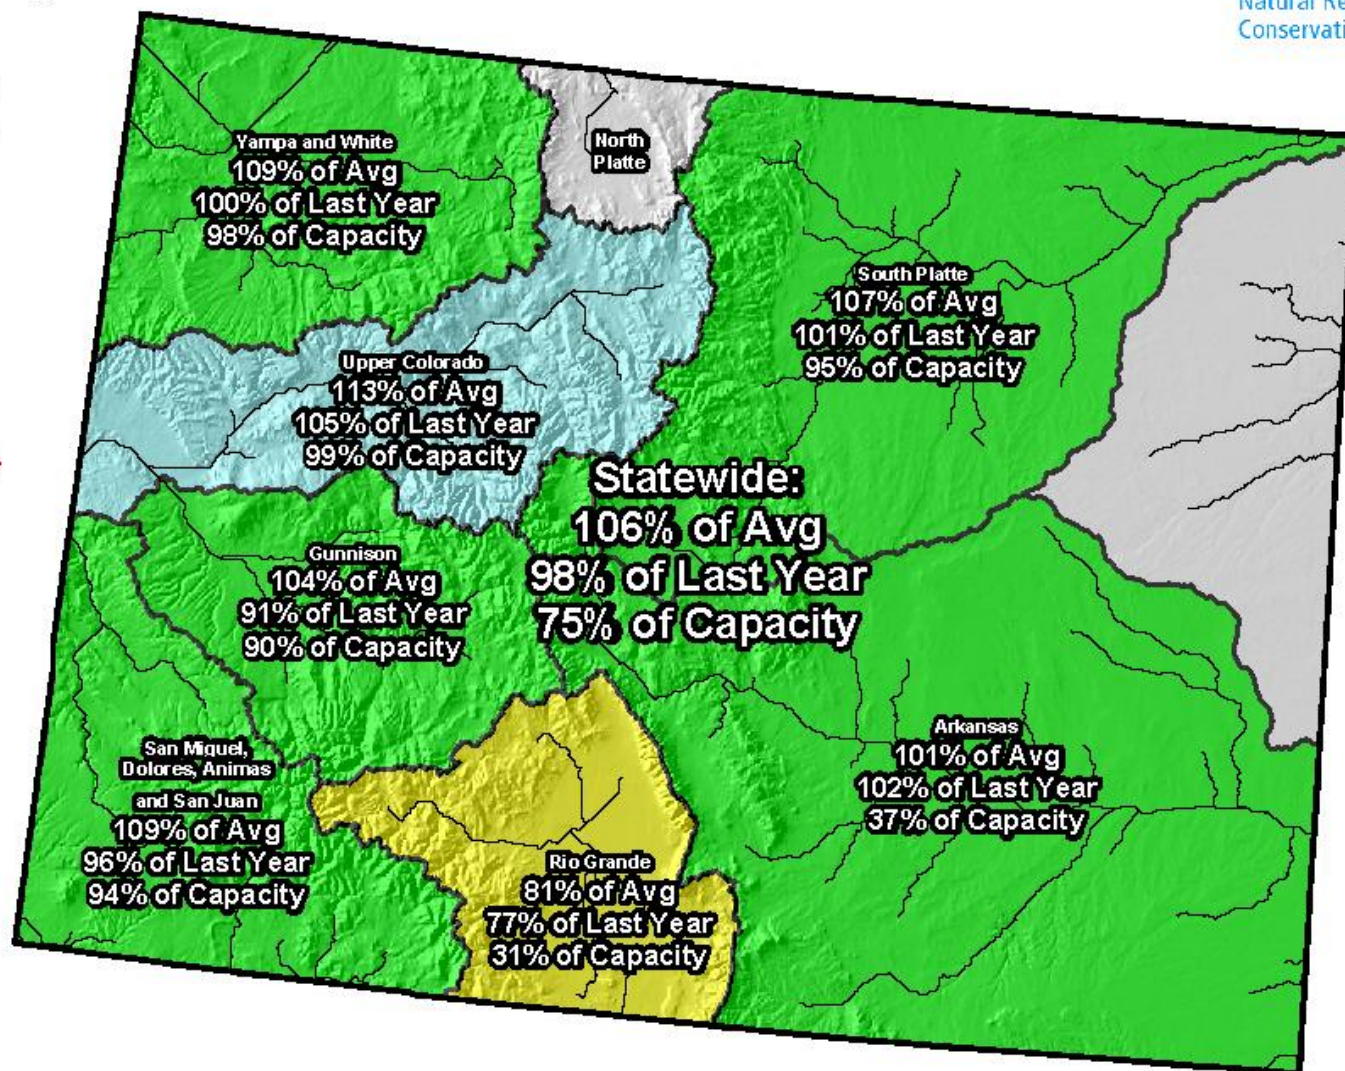 Natural Re
Conservati
Yampa and White
109% of Avg
100% of Last Year
98% of Capacity
North
Platte
South Platte
107% of Avg
101% of Last Year
95% of Capacity
Upper Colorado
113% of Avg
105% of Last Year
99% of Capacity
Statewide:
106% of Avg
98% of Last Year
75% of Capacity
Gunnison
104% of Avg
91% of Last Year
90% of Capacity
San Miguel,
Dolores, Animas
and San Juan
109% of Avg
96% of Last Year
94% of Capacity
Arkansas
101% of Avg
102% of Last Year
37% of Capacity
Rio Grande
81% of Avg
77% of Last Year
31% of Capacity